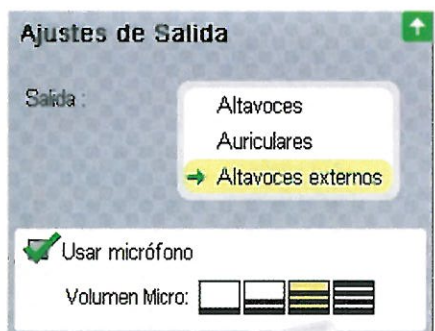 Ajustes de Salida
Salida :
Altavoces
Auriculares
Altavoces externos
Usar micrófono
Volumen Micro: